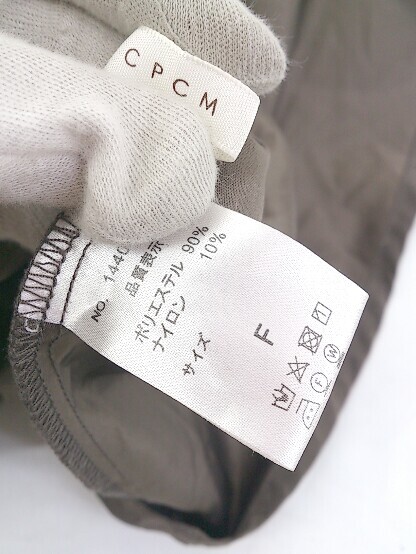 CPCM
NO. 1440
品質表示
ポリエステル 90%
ナイロン 10%
サイズ F